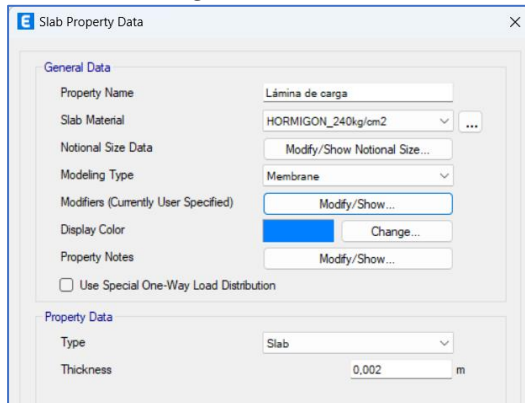 E Slab Property Data
General Data
Property Name Lámina de carga
Slab Material HORMIGON_240kg/cm2 ...
Notional Size Data Modify/Show Notional Size...
Modeling Type Membrane
Modifiers (Currently User Specified) Modify/Show...
Display Color Change...
Property Notes Modify/Show...
Use Special One-Way Load Distribution
Property Data
Type Slab
Thickness 0,002 m